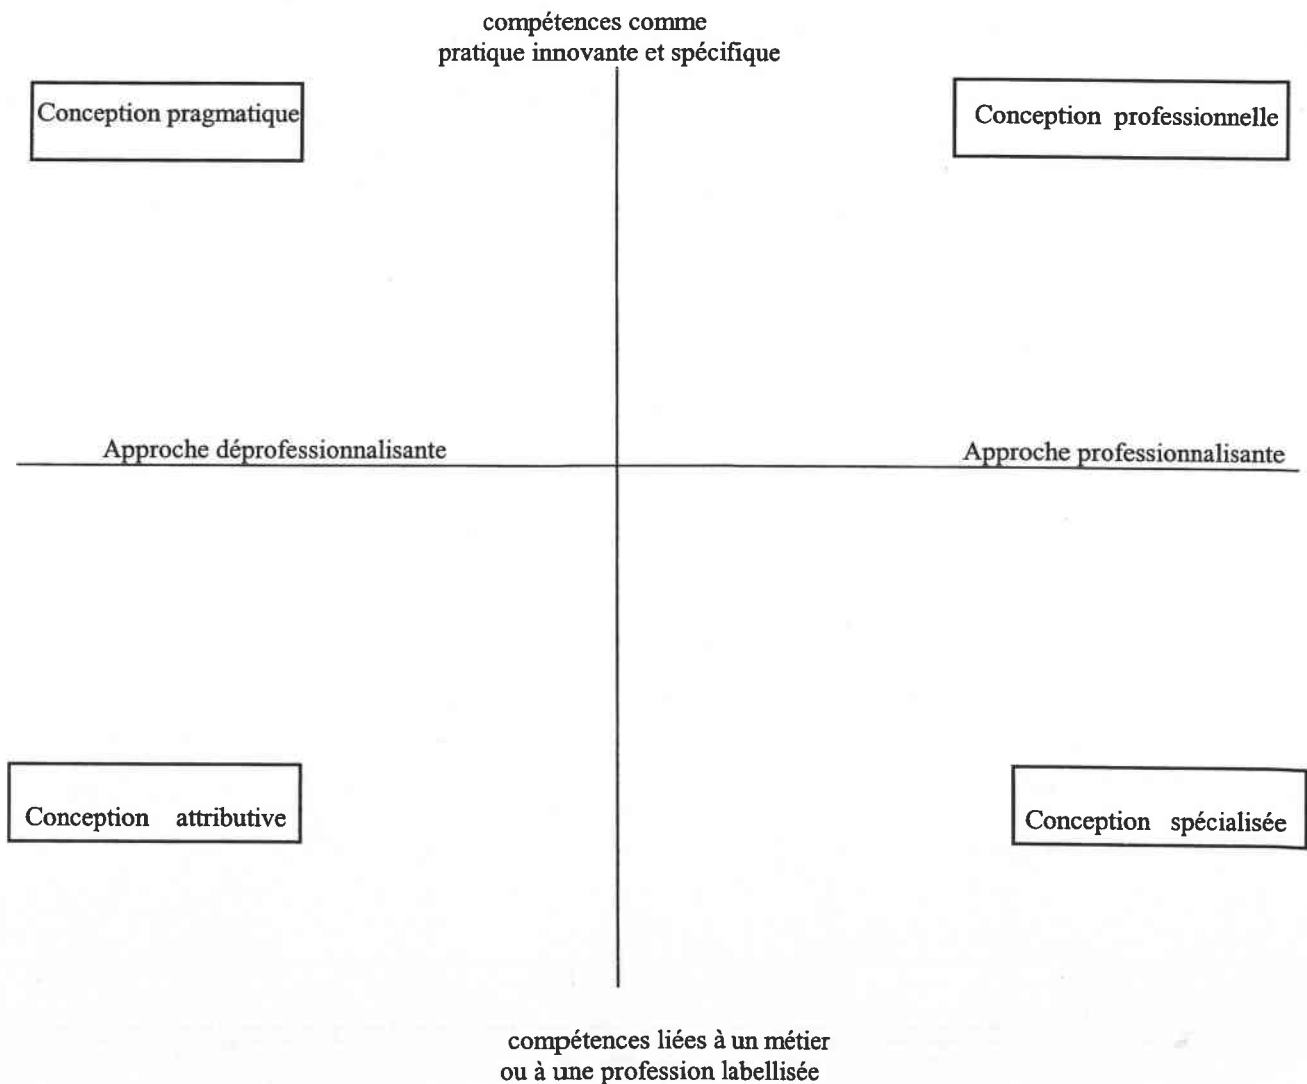 compétences comme
pratique innovante et spécifique
Conception pragmatique
Conception professionnelle
Approche déprofessionnalisante
Approche professionnalisante
Conception attributive
Conception spécialisée
compétences liées à un métier
ou à une profession labellisée